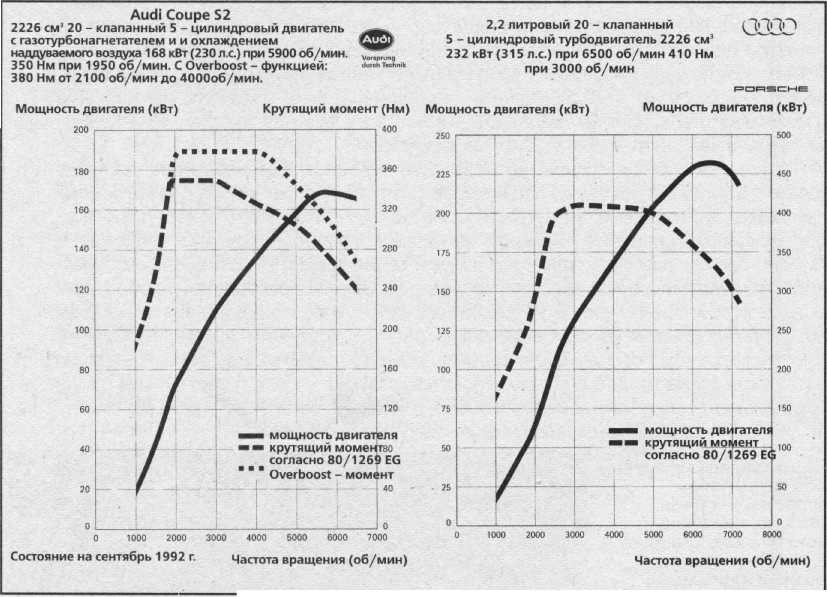 Audi Coupe S2
2226 см³ 20 – клапанный 5 – цилиндровый двигатель
с газотурбонагнетателем и и охлаждением
наддуваемого воздуха 168 кВт (230 л.с.) при 5900 об/мин.
350 Нм при 1950 об/мин. С Overboost – функцией:
380 Нм от 2100 об/мин до 4000об/мин.
Audi
Vorsprung
durch Technik
Мощность двигателя (кВт) Крутящий момент (Нм)
200 400
180 360
160 320
140 280
120 240
100 200
80 160
60 120
40 80
20 40
0 0
мощность двигателя
крутящий момент
согласно 80/1269 EG
Overboost – момент
0 1000 2000 3000 4000 5000 6000 7000
Состояние на сентябрь 1992 г. Частота вращения (об/мин)
2,2 литровый 20 – клапанный
5 – цилиндровый турбодвигатель 2226 см³
232 кВт (315 л.с.) при 6500 об/мин 410 Нм
при 3000 об/мин
PORSCHE
Мощность двигателя (кВт) Мощность двигателя (кВт)
250 500
225 450
200 400
175 350
150 300
125 250
100 200
75 150
50 100
25 50
0 0
мощность двигателя
крутящий момент
согласно 80/1269 EG
0 1000 2000 3000 4000 5000 6000 7000 8000
Частота вращения (об/мин)